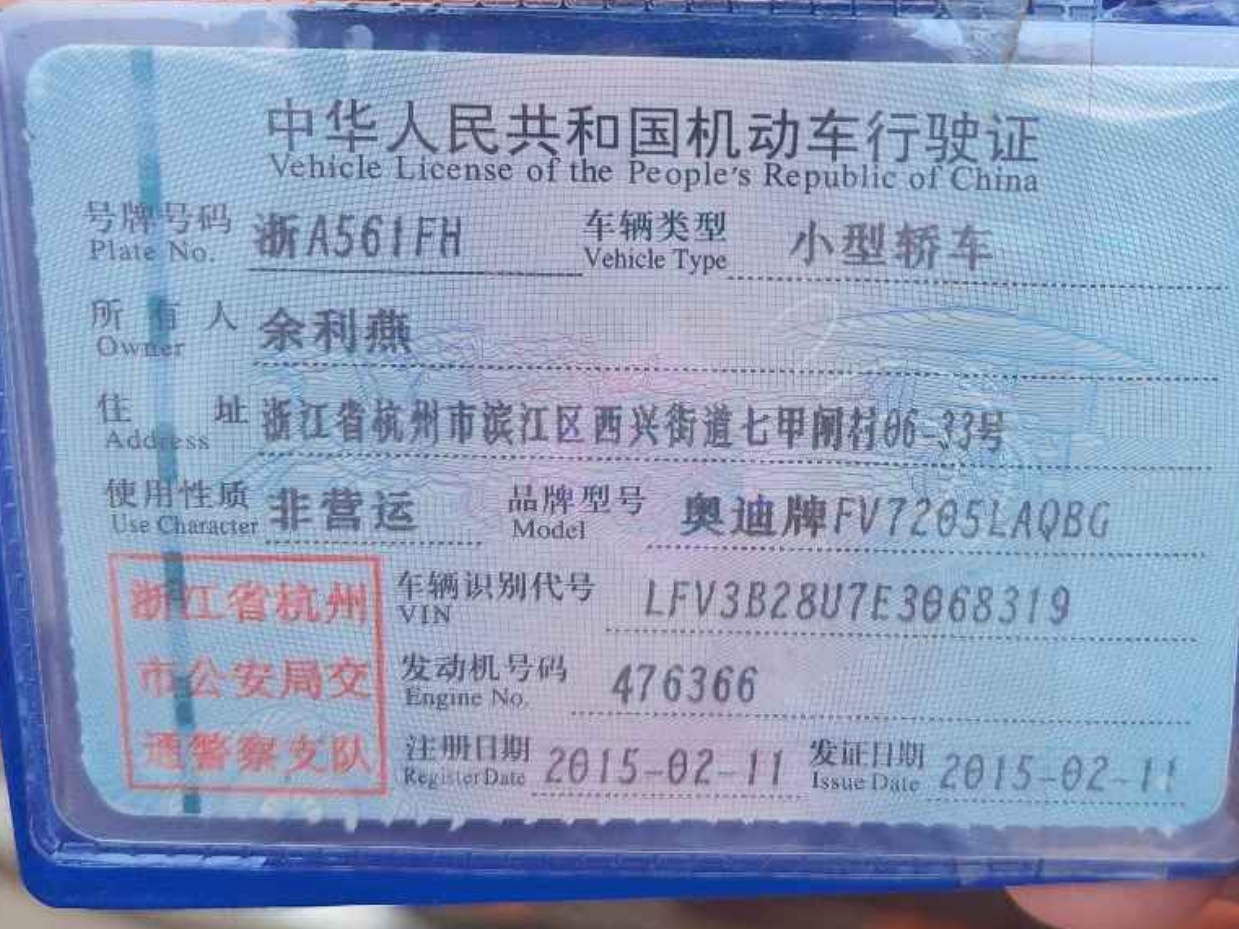 中华人民共和国机动车行驶证
Vehicle License of the People's Republic of China
号牌号码 浙A561FH 车辆类型 小型轿车
Plate No. Vehicle Type
所有人 余利燕
Owner
住址 浙江省杭州市滨江区西兴街道七甲闸村06-33号
Address
使用性质 非营运 品牌型号 奥迪牌FV7205LAQBG
Use Character Model
浙江省杭州
市公安局交
通警察支队
车辆识别代号 LFV3B28U7E3068319
VIN
发动机号码 476366
Engine No.
注册日期 2015-02-11 发证日期 2015-02-11
Register Date Issue Date